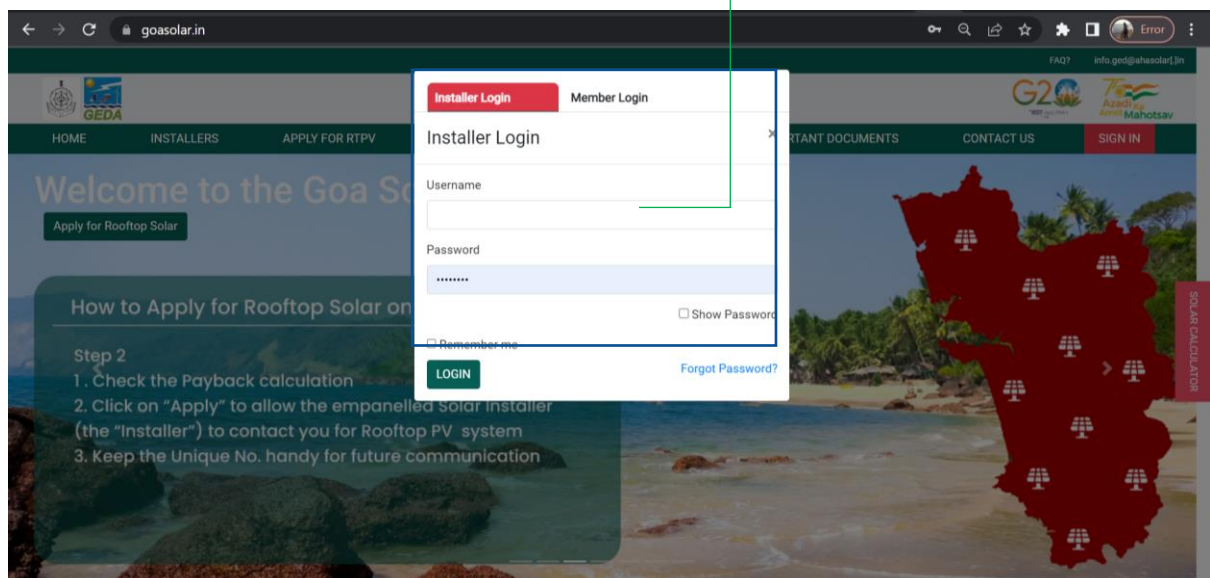 goasolar.in
Error
FAQ?
info.ged@ahasolar[.]in
GEDA
G20
Azadi Ka
Amrit Mahotsav
HOME
INSTALLERS
APPLY FOR RTPV
RTANT DOCUMENTS
CONTACT US
SIGN IN
Installer Login
Member Login
Installer Login
×
Username
Password
••••••••
Show Password
Remember me
LOGIN
Forgot Password?
Welcome to the Goa So
Apply for Rooftop Solar
How to Apply for Rooftop Solar on
Step 2
1 . Check the Payback calculation
2. Click on “Apply” to allow the empanelled Solar Installer
(the “Installer”) to contact you for Rooftop PV system
3. Keep the Unique No. handy for future communication
SOLAR CALCULATOR